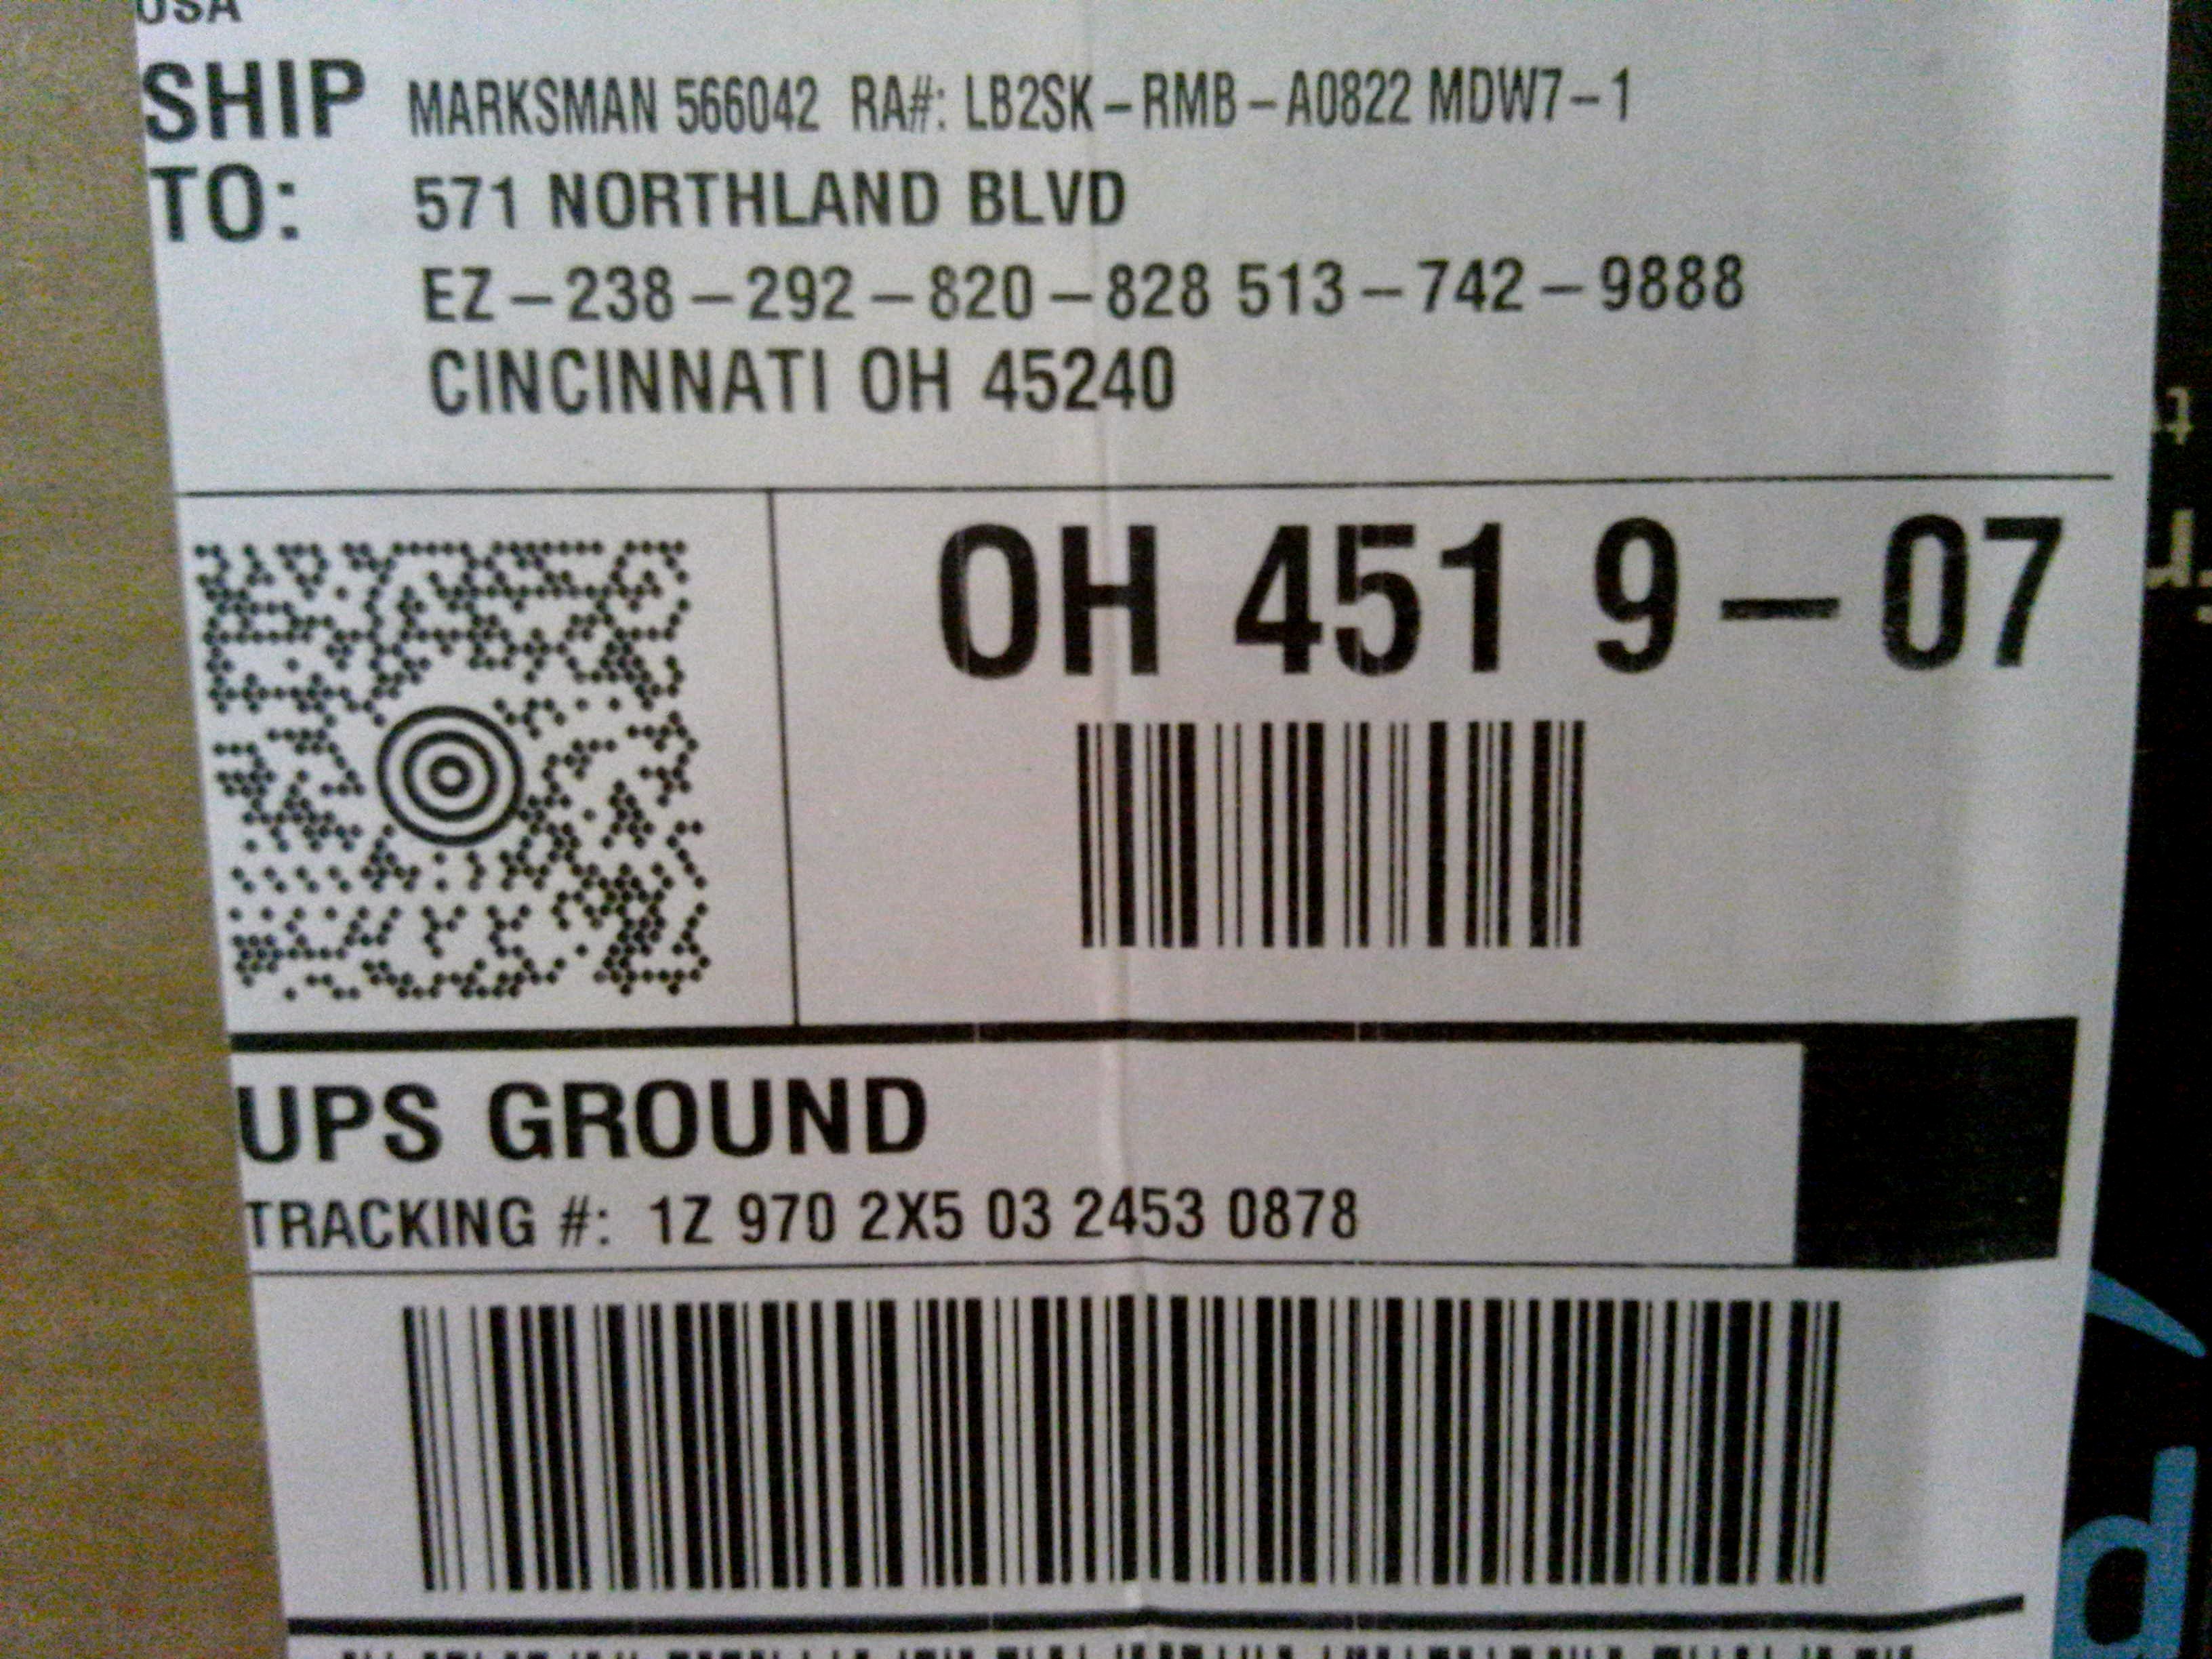 USA
SHIP TO: MARKSMAN 566042 RA#: LB2SK-RMB-A0822 MDW7-1
571 NORTHLAND BLVD
EZ-238-292-820-828 513-742-9888
CINCINNATI OH 45240
OH 451 9-07
UPS GROUND
TRACKING #: 1Z 970 2X5 03 2453 0878